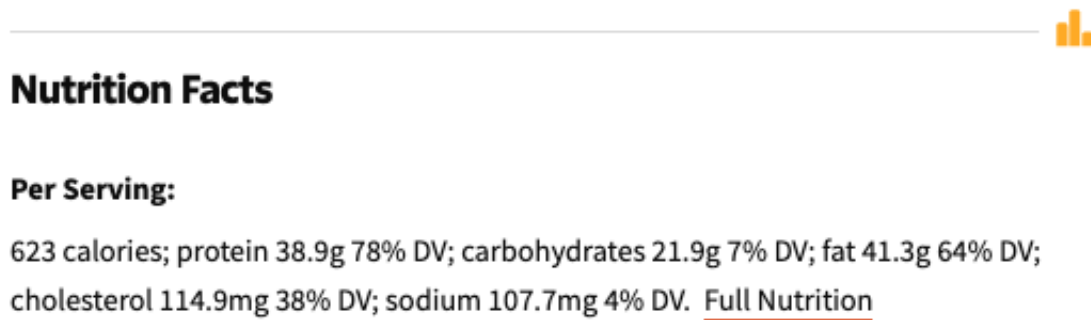 Nutrition Facts
Per Serving:
623 calories; protein 38.9g 78% DV; carbohydrates 21.9g 7% DV; fat 41.3g 64% DV;
cholesterol 114.9mg 38% DV; sodium 107.7mg 4% DV. Full Nutrition